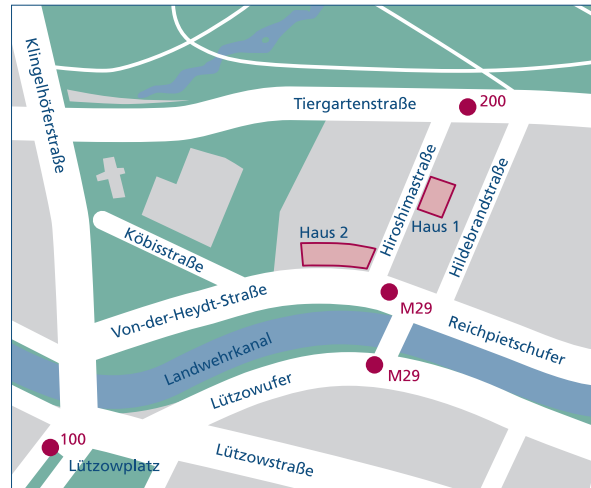 Klingelhöferstraße
Tiergartenstraße
200
Hiroshimastraße
Haus 1
Hildebrandstraße
Haus 2
Köbisstraße
Von-der-Heydt-Straße
M29
Reichpietschufer
Landwehrkanal
M29
Lützowufer
100
Lützowplatz
Lützowstraße